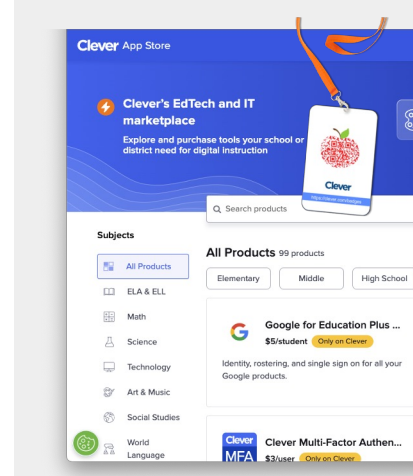 Clever App Store
Clever's EdTech and IT
marketplace
Explore and purchase tools your school or
district need for digital instruction
Clever
Search products
Subjects
All Products
ELA & ELL
Math
Science
Technology
Art & Music
Social Studies
World
Language
All Products 99 products
Elementary
Middle
High School
Google for Education Plus ...
$5/student Only on Clever
Identity, rostering, and single sign on for all your
Google products.
Clever
MFA
Clever Multi-Factor Authen...
$3/user Only on Clever